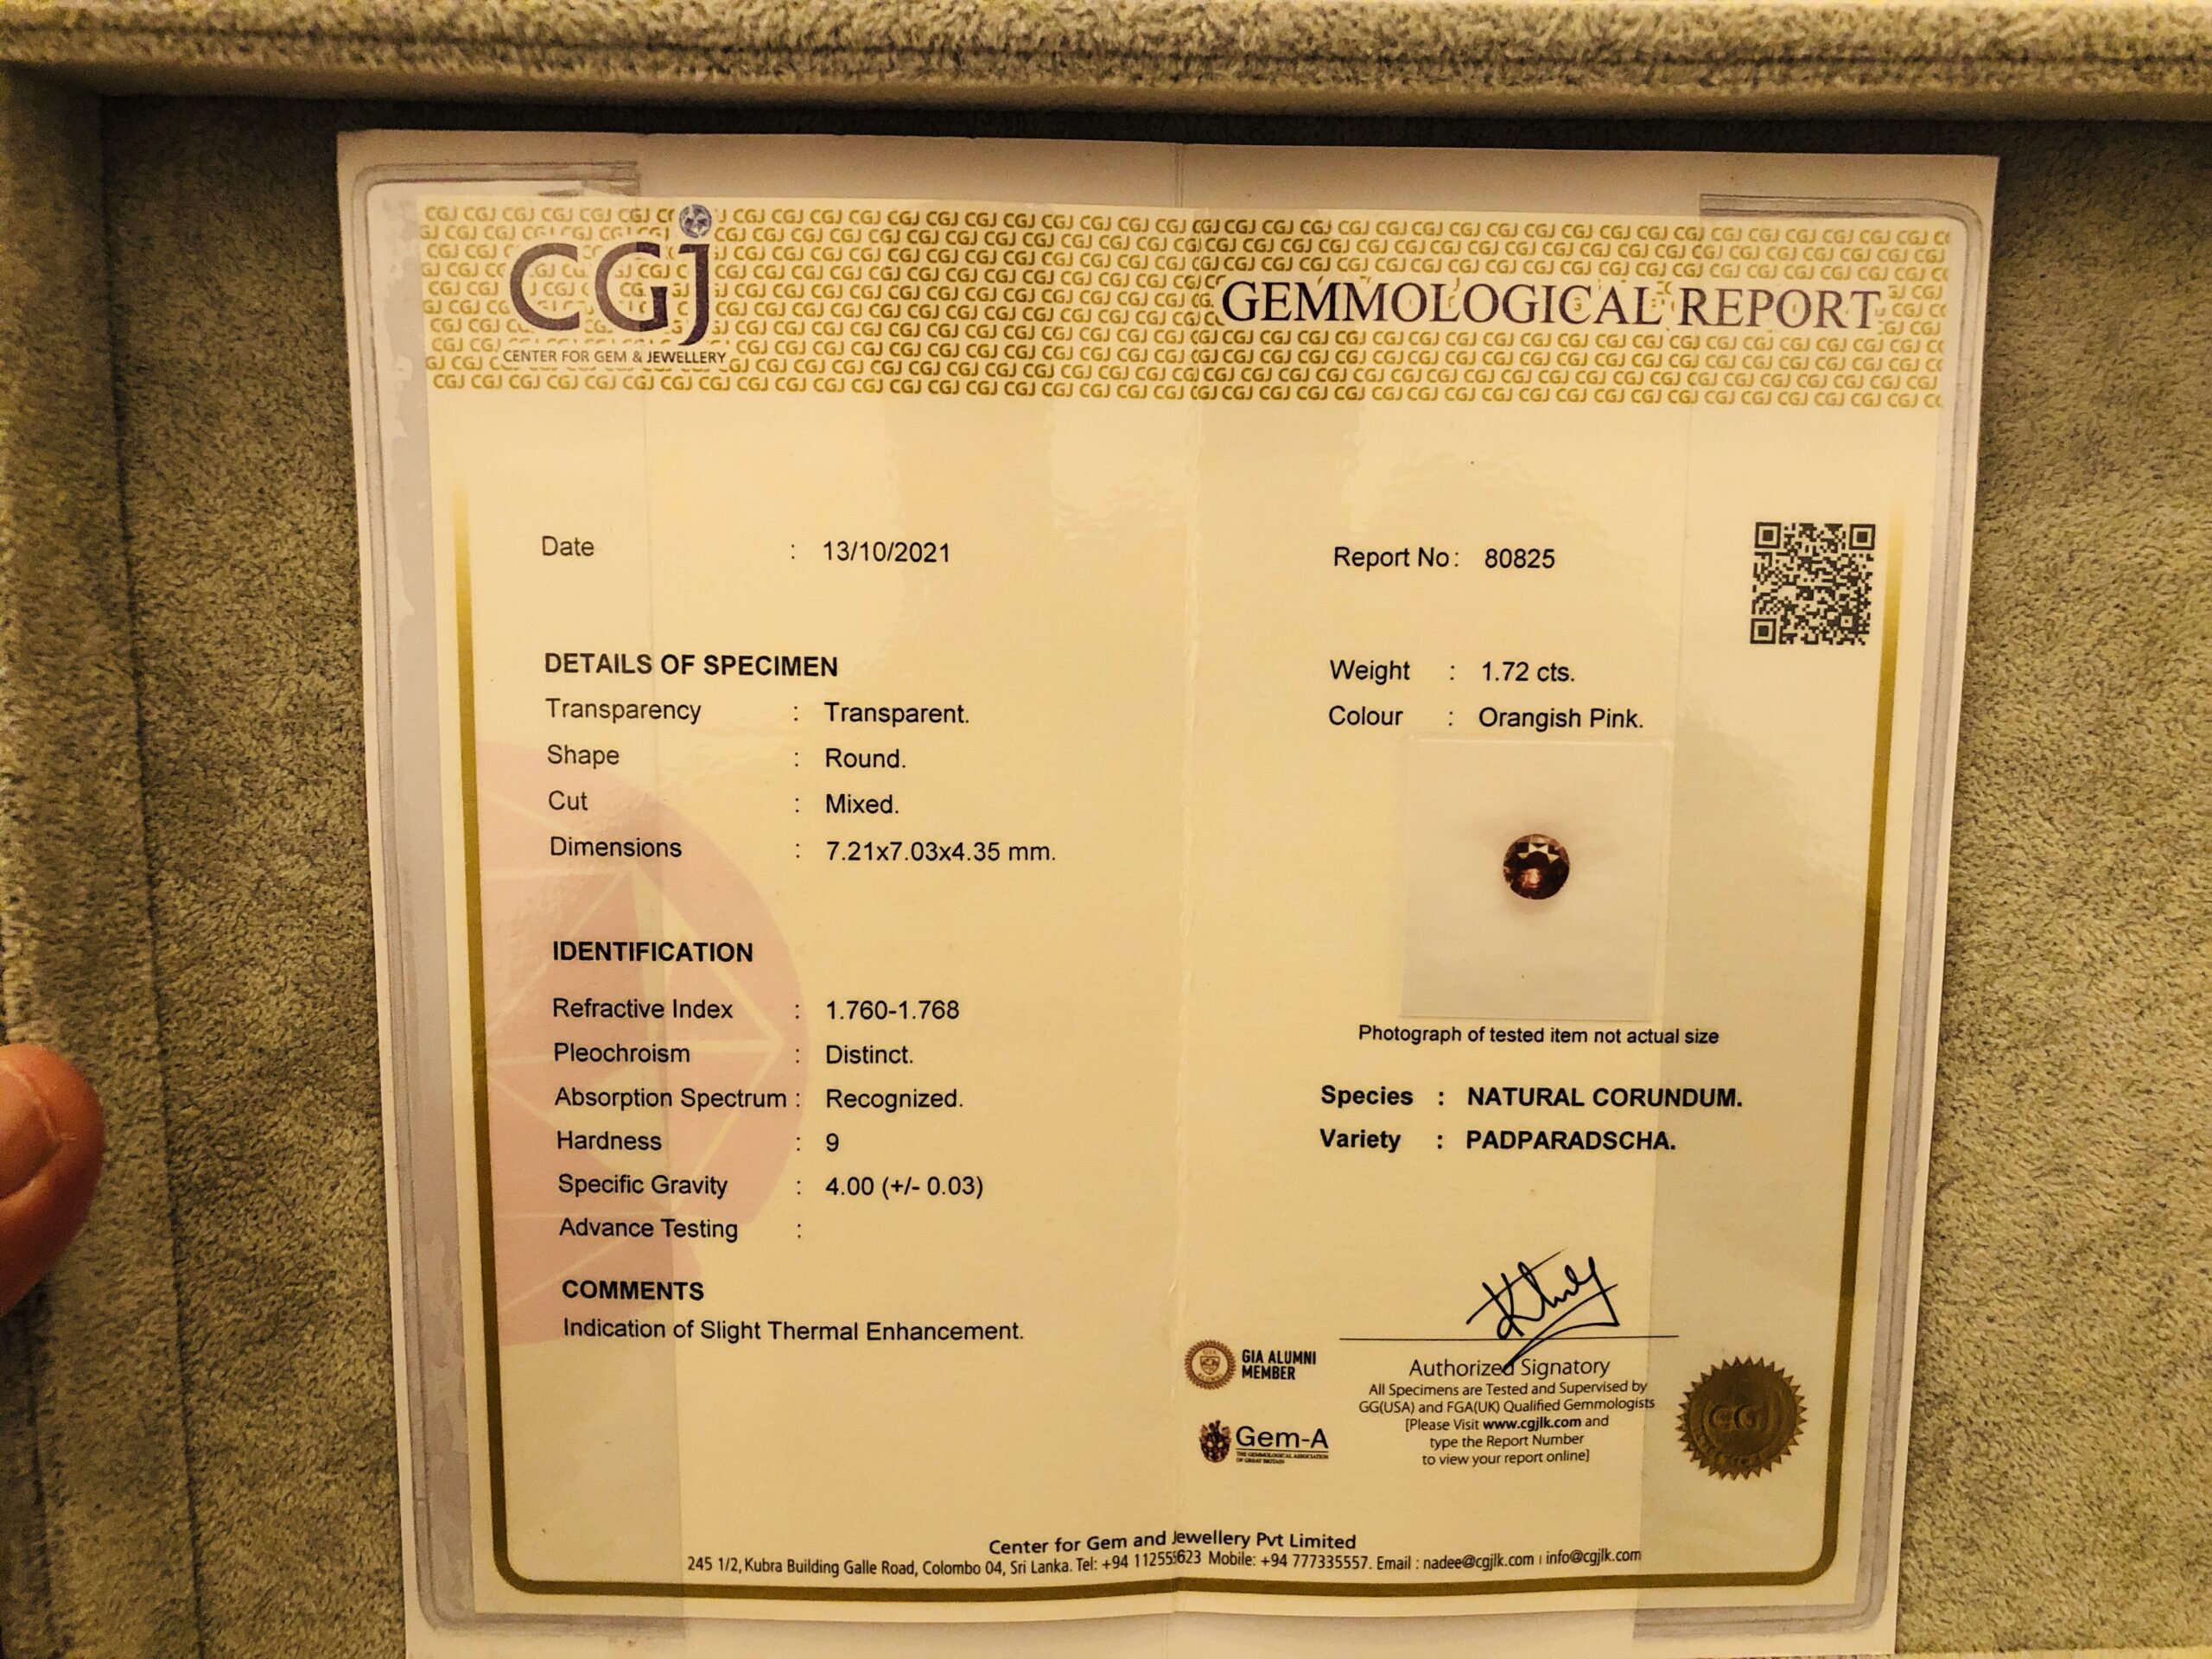 CGJ
CENTER FOR GEM & JEWELLERY
GEMMOLOGICAL REPORT
Date : 13/10/2021
Report No : 80825
DETAILS OF SPECIMEN
Transparency : Transparent.
Shape : Round.
Cut : Mixed.
Dimensions : 7.21x7.03x4.35 mm.
Weight : 1.72 cts.
Colour : Orangish Pink.
IDENTIFICATION
Refractive Index : 1.760-1.768
Pleochroism : Distinct.
Absorption Spectrum : Recognized.
Hardness : 9
Specific Gravity : 4.00 (+/- 0.03)
Advance Testing :
Photograph of tested item not actual size
Species : NATURAL CORUNDUM.
Variety : PADPARADSCHA.
COMMENTS
Indication of Slight Thermal Enhancement.
GIA ALUMNI
MEMBER
Gem-A
THE GEMMOLOGICAL ASSOCIATION
OF GREAT BRITAIN
Authorized Signatory
All Specimens are Tested and Supervised by
GG(USA) and FGA(UK) Qualified Gemmologists
[Please Visit www.cgjlk.com and
type the Report Number
to view your report online]
CGJ
Center for Gem and Jewellery Pvt Limited
245 1/2, Kubra Building Galle Road, Colombo 04, Sri Lanka. Tel: +94 Mobile: +94 777335557. Email : nadee@cgjlk.com | info@cgjlk.com